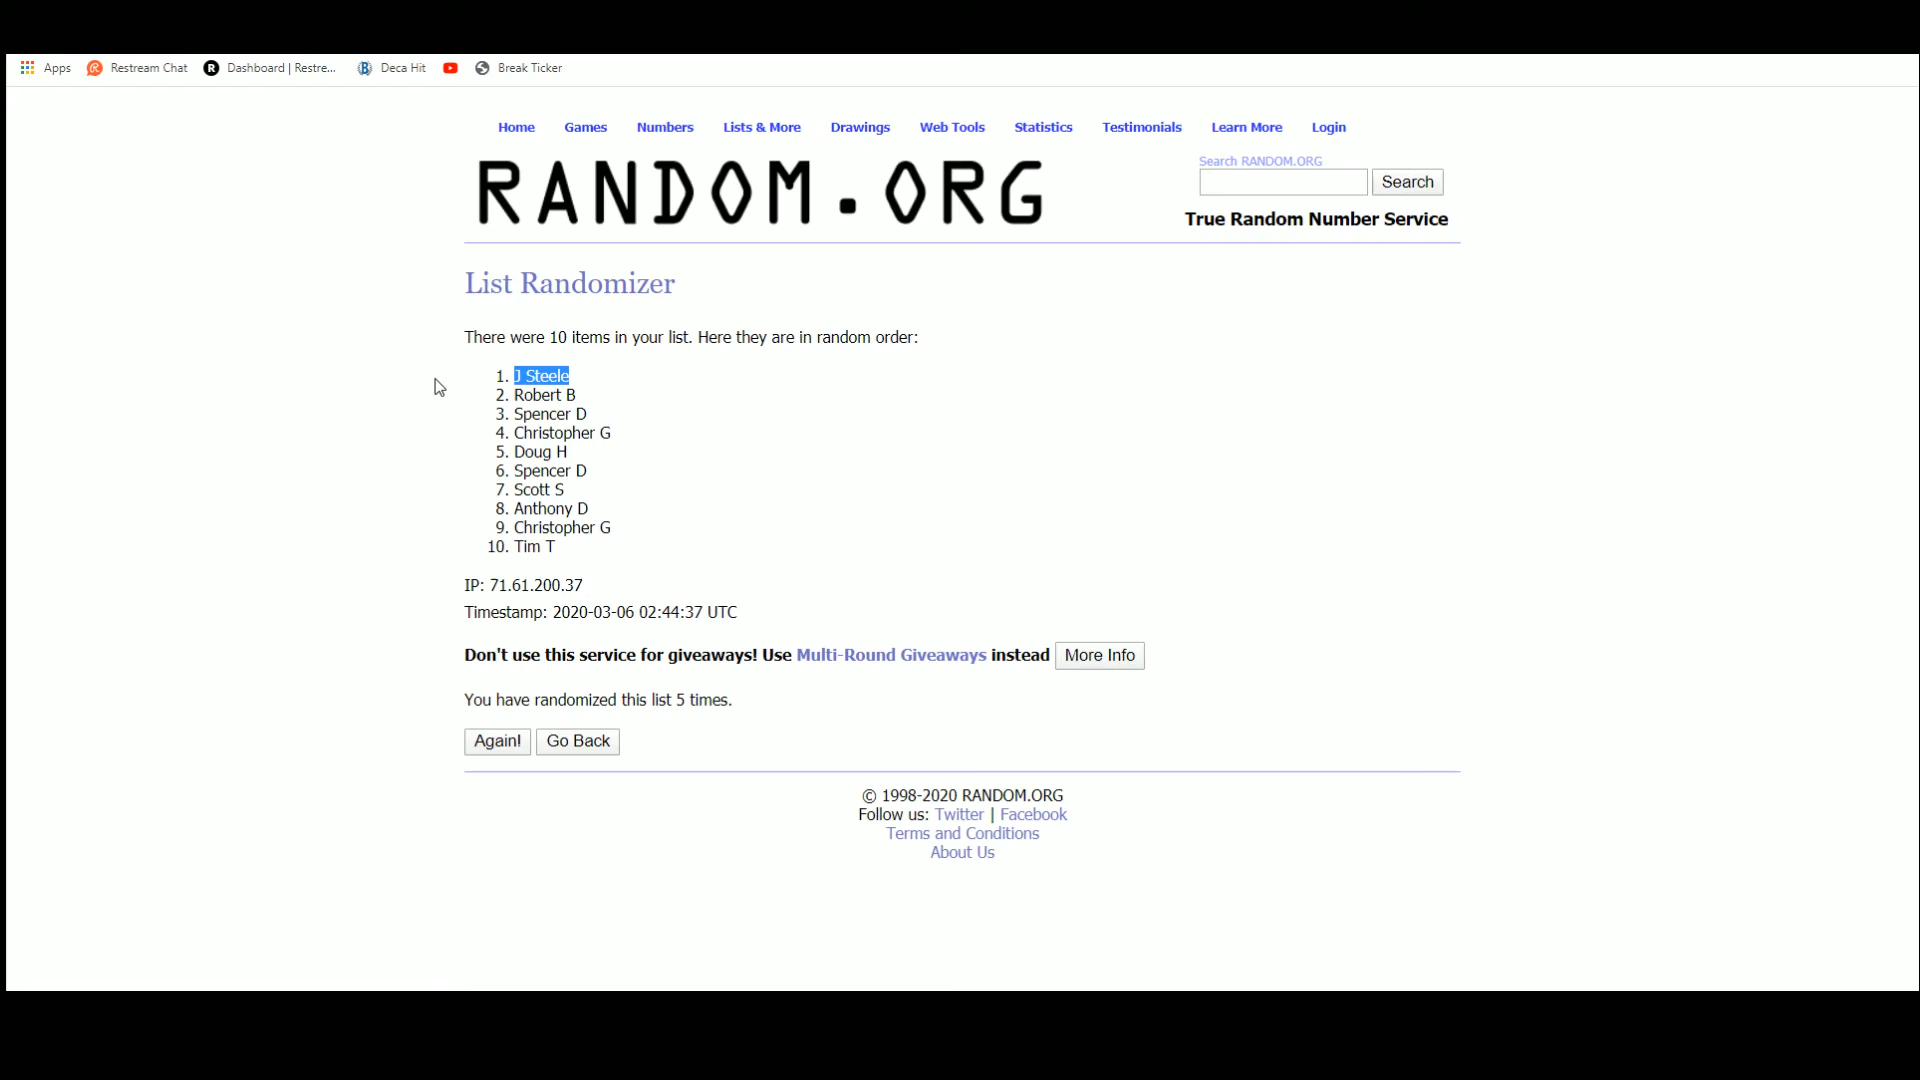 Apps Restream Chat Dashboard | Restre... Deca Hit Break Ticker
Home Games Numbers Lists & More Drawings Web Tools Statistics Testimonials Learn More Login
RANDOM.ORG
Search RANDOM.ORG
Search
True Random Number Service
List Randomizer
There were 10 items in your list. Here they are in random order:
1. J Steele
2. Robert B
3. Spencer D
4. Christopher G
5. Doug H
6. Spencer D
7. Scott S
8. Anthony D
9. Christopher G
10. Tim T
IP: 71.61.200.37
Timestamp: 2020-03-06 02:44:37 UTC
Don't use this service for giveaways! Use Multi-Round Giveaways instead More Info
You have randomized this list 5 times.
Again! Go Back
© 1998-2020 RANDOM.ORG
Follow us: Twitter | Facebook
Terms and Conditions
About Us